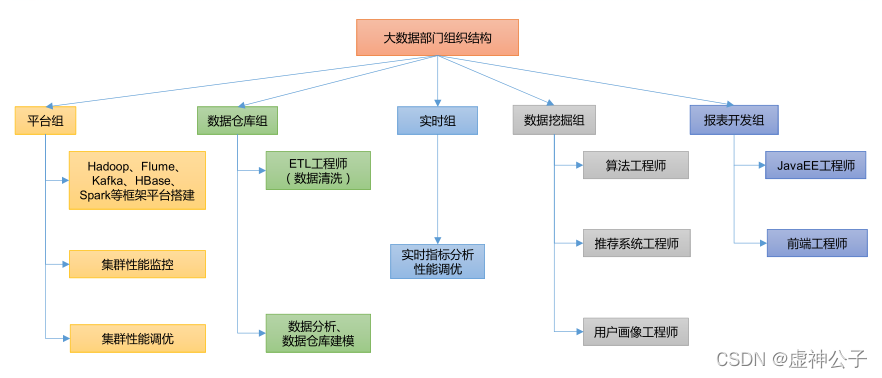 大数据部门组织结构
平台组
数据仓库组
实时组
数据挖掘组
报表开发组
Hadoop、Flume、
Kafka、HBase、
Spark等框架平台搭建
集群性能监控
集群性能调优
ETL工程师
（数据清洗）
数据分析、
数据仓库建模
实时指标分析
性能调优
算法工程师
推荐系统工程师
用户画像工程师
JavaEE工程师
前端工程师
CSDN @虚神公子